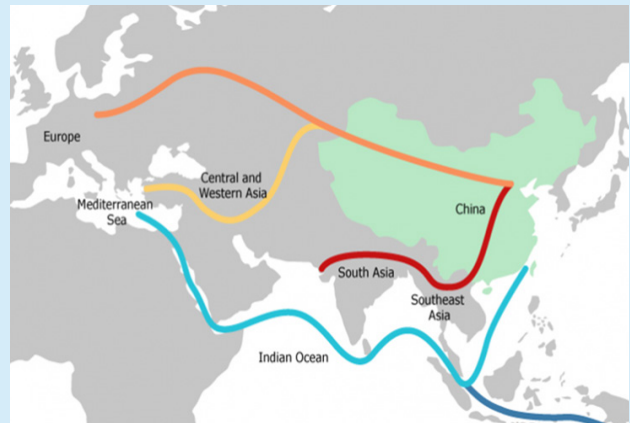 Europe
Central and
Western Asia
Mediterranean
Sea
China
South Asia
Southeast
Asia
Indian Ocean